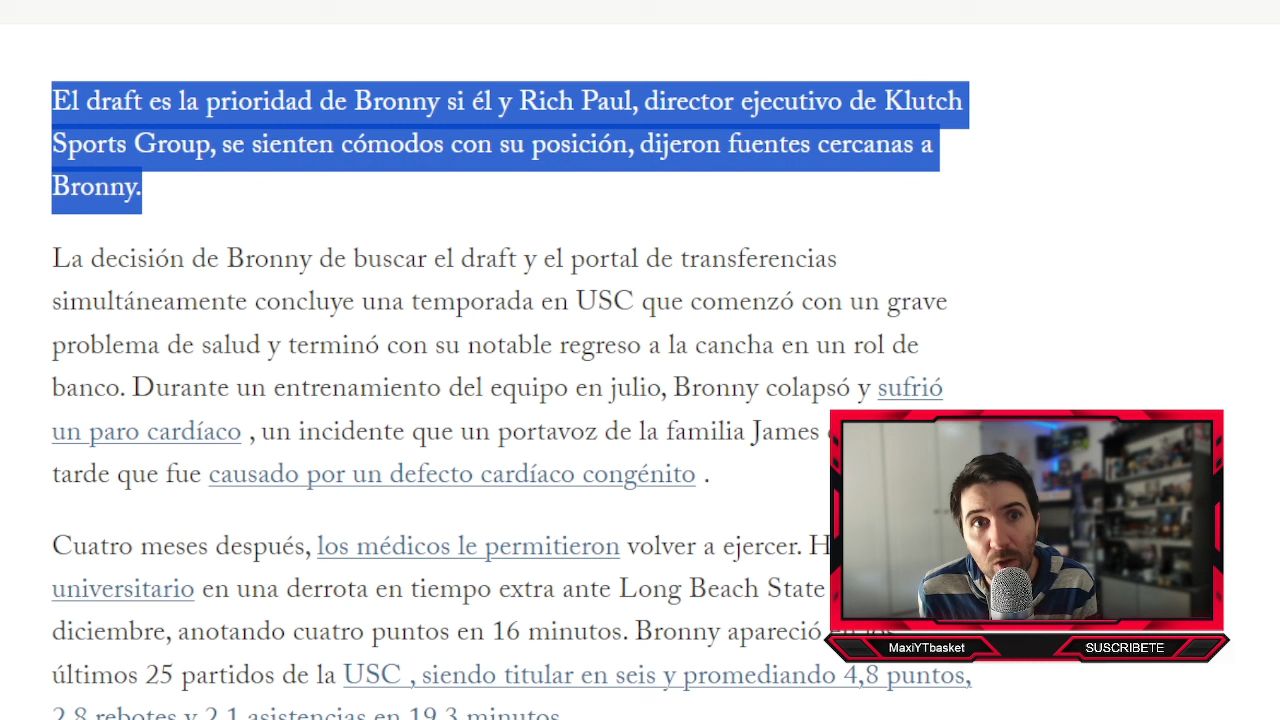 El draft es la prioridad de Bronny si él y Rich Paul, director ejecutivo de Klutch
Sports Group, se sienten cómodos con su posición, dijeron fuentes cercanas a
Bronny.
La decisión de Bronny de buscar el draft y el portal de transferencias
simultáneamente concluye una temporada en USC que comenzó con un grave
problema de salud y terminó con su notable regreso a la cancha en un rol de
banco. Durante un entrenamiento del equipo en julio, Bronny colapsó y sufrió
un paro cardíaco , un incidente que un portavoz de la familia James
tarde que fue causado por un defecto cardíaco congénito .
Cuatro meses después, los médicos le permitieron volver a ejercer.
universitario en una derrota en tiempo extra ante Long Beach State
diciembre, anotando cuatro puntos en 16 minutos. Bronny apareció en los
últimos 25 partidos de la USC , siendo titular en seis y promediando 4,8 puntos,
2,8 rebotes y 2,1 asistencias en 19,3 minutos.
MaxiYTbasket
SUSCRIBETE